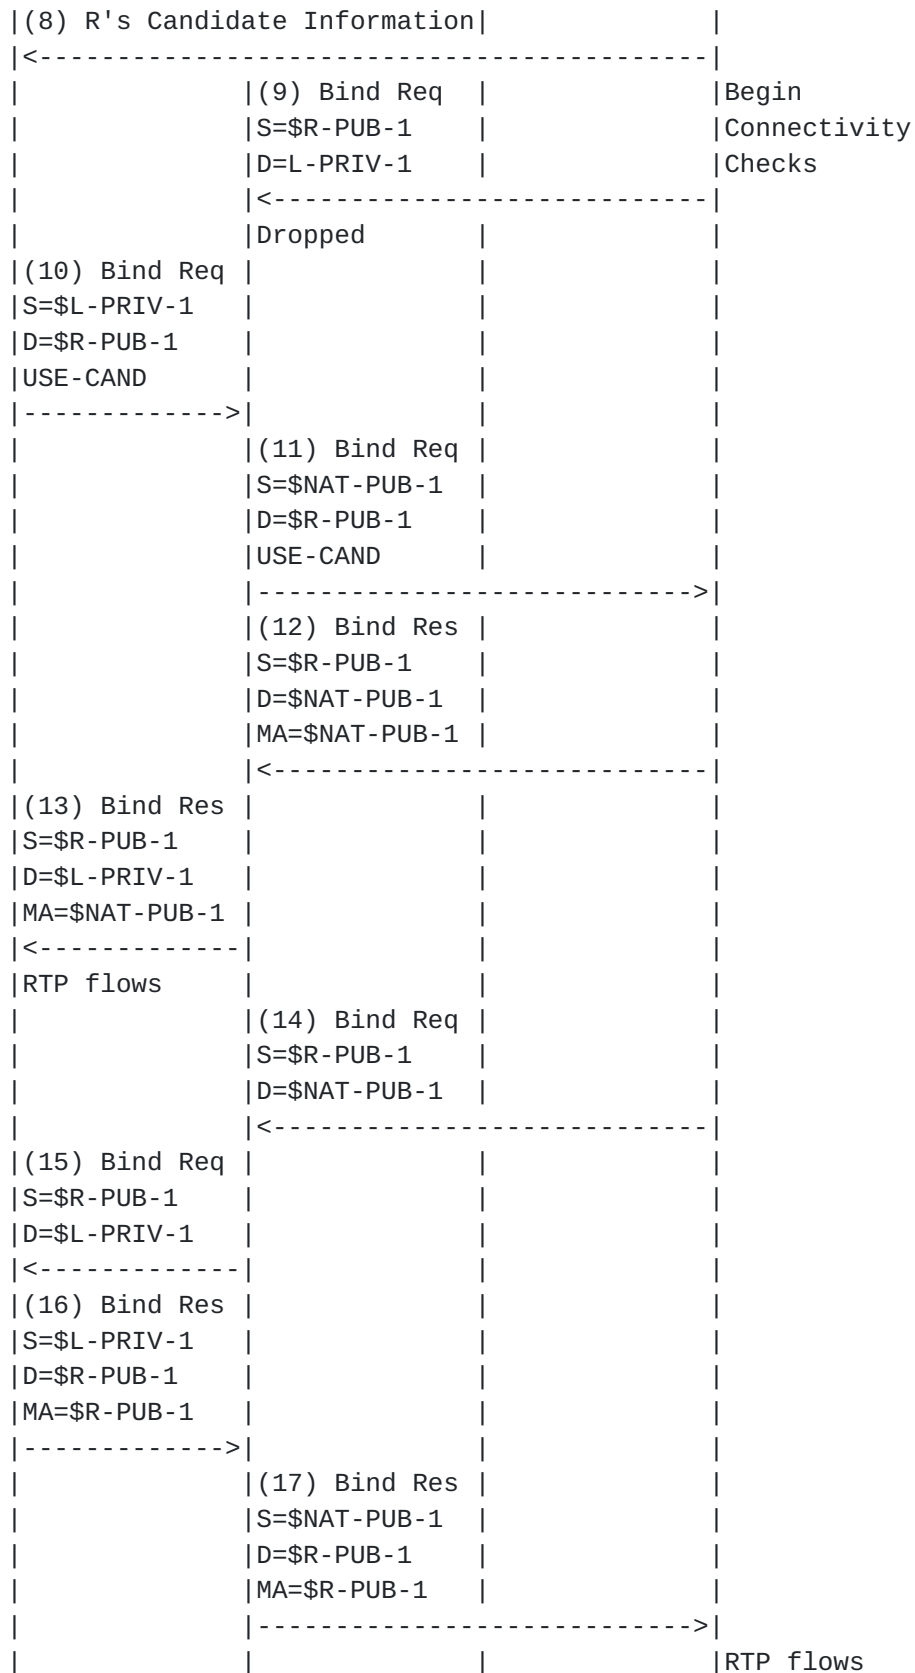 |(8) R's Candidate Information|              |
|<-------------------------------------------|
|              |(9) Bind Req  |              |Begin
|              |S=$R-PUB-1    |              |Connectivity
|              |D=L-PRIV-1    |              |Checks
|              |<----------------------------|
|              |Dropped       |              |
|(10) Bind Req |              |              |
|S=$L-PRIV-1   |              |              |
|D=$R-PUB-1    |              |              |
|USE-CAND      |              |              |
|------------->|              |              |
|              |(11) Bind Req |              |
|              |S=$NAT-PUB-1  |              |
|              |D=$R-PUB-1    |              |
|              |USE-CAND      |              |
|              |---------------------------->|
|              |(12) Bind Res |              |
|              |S=$R-PUB-1    |              |
|              |D=$NAT-PUB-1  |              |
|              |MA=$NAT-PUB-1 |              |
|              |<----------------------------|
|(13) Bind Res |              |              |
|S=$R-PUB-1    |              |              |
|D=$L-PRIV-1   |              |              |
|MA=$NAT-PUB-1 |              |              |
|<-------------|              |              |
|RTP flows     |              |              |
|              |(14) Bind Req |              |
|              |S=$R-PUB-1    |              |
|              |D=$NAT-PUB-1  |              |
|              |<----------------------------|
|(15) Bind Req |              |              |
|S=$R-PUB-1    |              |              |
|D=$L-PRIV-1   |              |              |
|<-------------|              |              |
|(16) Bind Res |              |              |
|S=$L-PRIV-1   |              |              |
|D=$R-PUB-1    |              |              |
|MA=$R-PUB-1   |              |              |
|------------->|              |              |
|              |(17) Bind Res |              |
|              |S=$NAT-PUB-1  |              |
|              |D=$R-PUB-1    |              |
|              |MA=$R-PUB-1   |              |
|              |---------------------------->|
|              |              |              |RTP flows